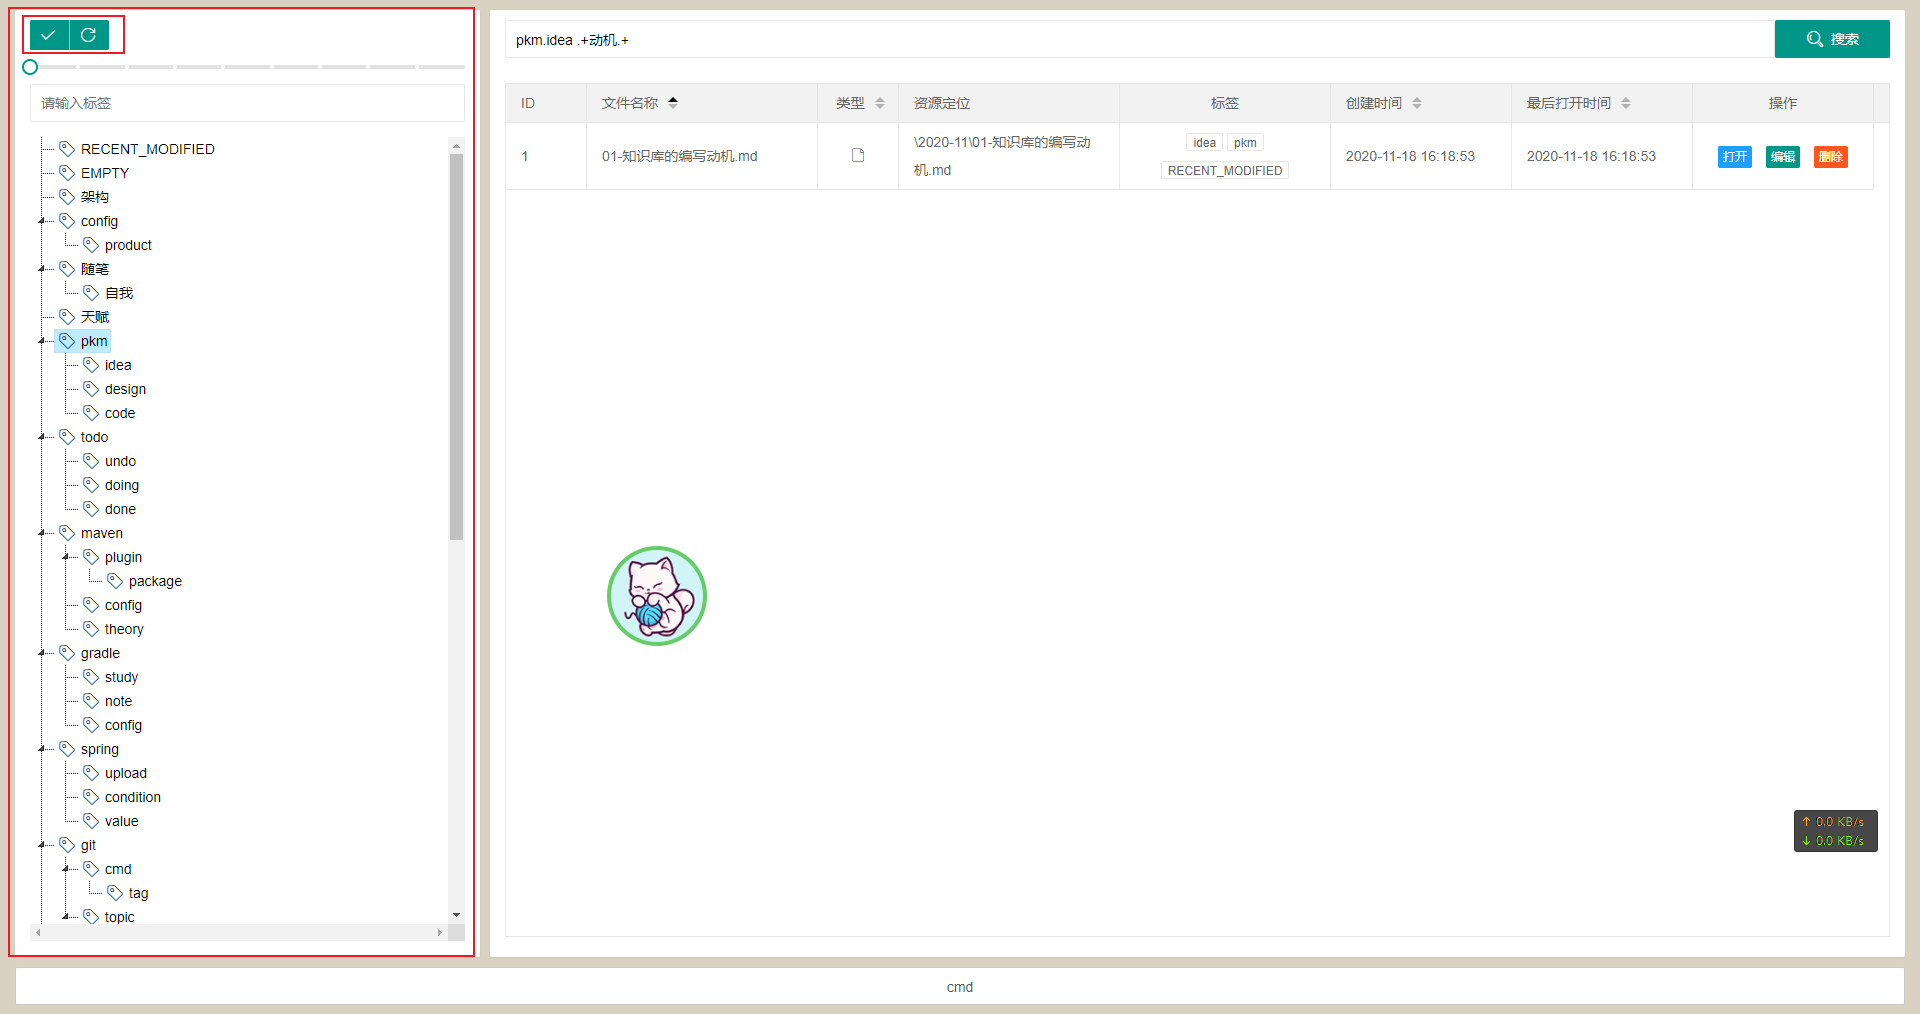 请输入标签
RECENT_MODIFIED
EMPTY
架构
config
product
随笔
自我
天赋
pkm
idea
design
code
todo
undo
doing
done
maven
plugin
package
config
theory
gradle
study
note
config
spring
upload
condition
value
git
cmd
tag
topic
pkm.idea .+动机.+
搜索
ID 文件名称 类型 资源定位 标签 创建时间 最后打开时间 操作
1 01-知识库的编写动机.md \2020-11\01-知识库的编写动机.md idea pkm RECENT_MODIFIED 2020-11-18 16:18:53 2020-11-18 16:18:53 打开 编辑 删除
↑ 0.0 KB/s
↓ 0.0 KB/s
cmd